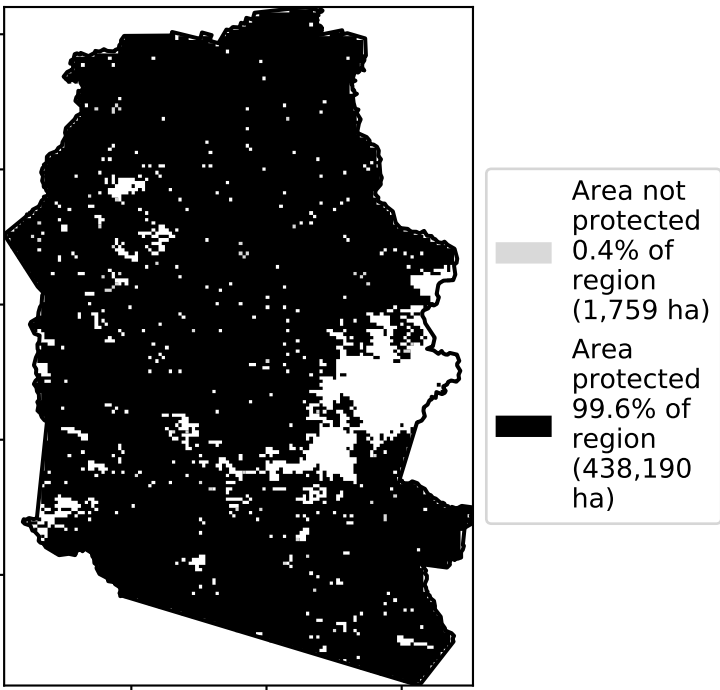 Area not
protected
0.4% of
region
(1,759 ha)
Area
protected
99.6% of
region
(438,190
ha)